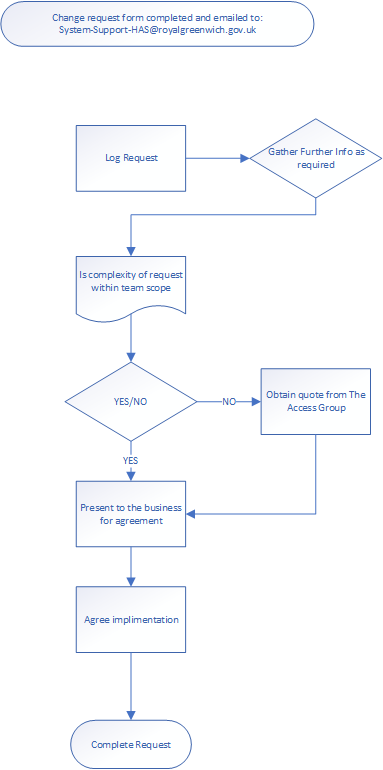 Change request form completed and emailed to:
System-Support-HAS@royalgreenwich.gov.uk
Log Request
Gather Further Info as
required
Is complexity of request
within team scope
YES/NO
NO
Obtain quote from The
Access Group
YES
Present to the business
for agreement
Agree implimentation
Complete Request